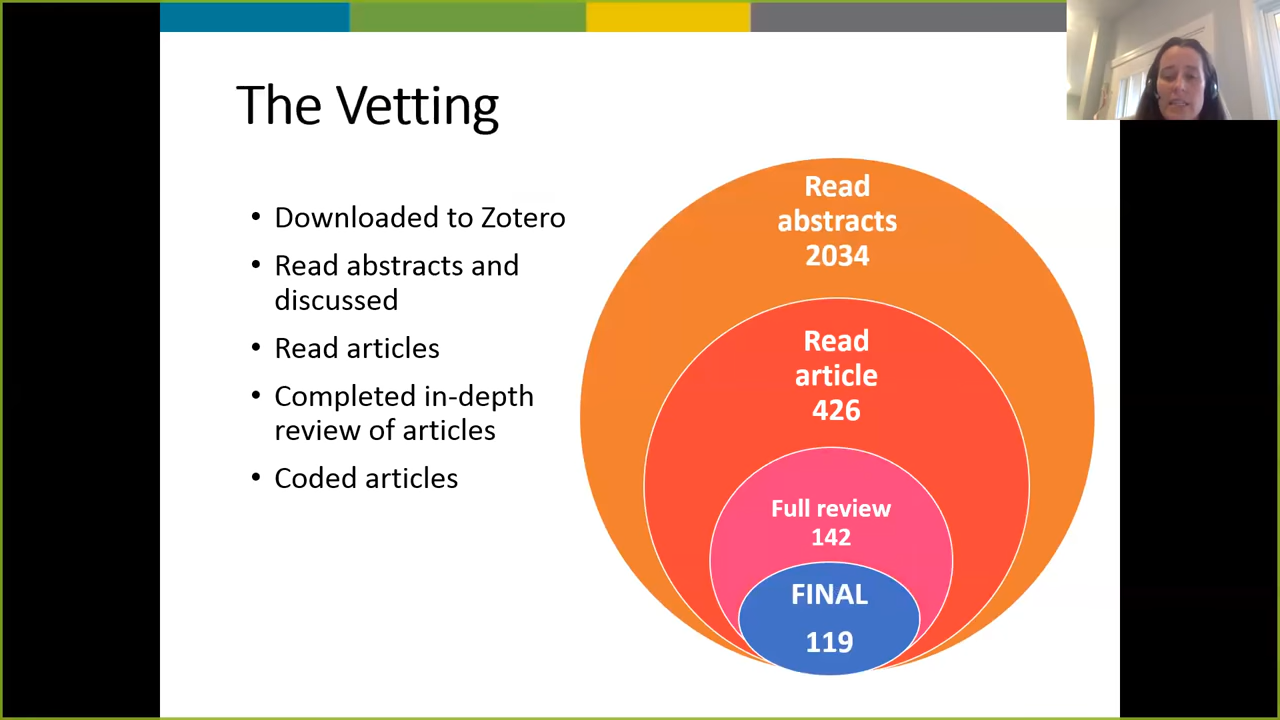 The Vetting
• Downloaded to Zotero
• Read abstracts and
discussed
• Read articles
• Completed in-depth
review of articles
• Coded articles
Read
abstracts
2034
Read
article
426
Full review
142
FINAL
119